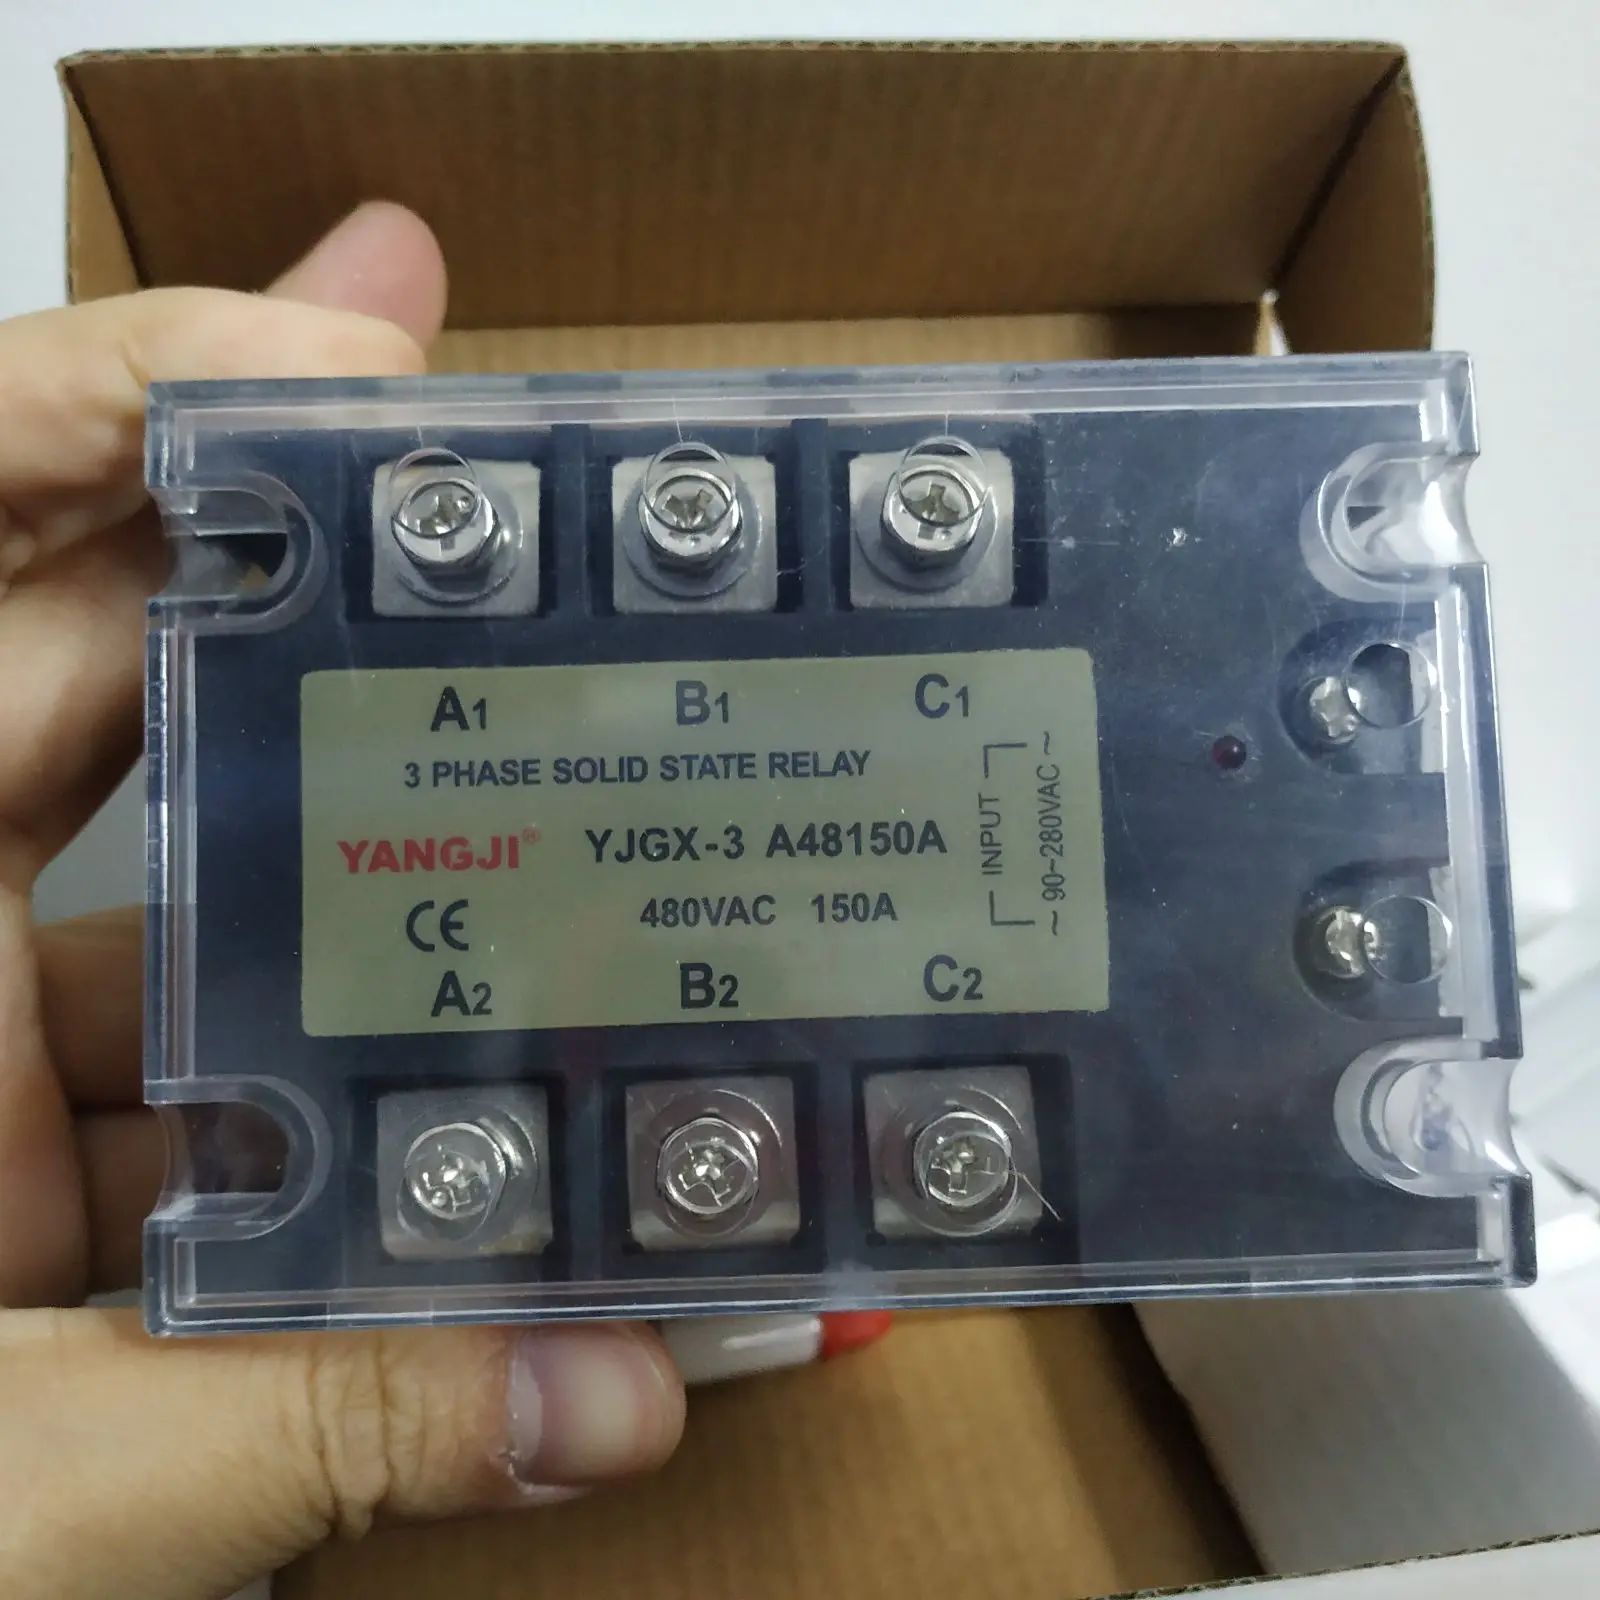 A1 B1 C1
3 PHASE SOLID STATE RELAY
YANGJI® YJGX-3 A48150A
CE 480VAC 150A
A2 B2 C2
INPUT
~ 90~280VAC ~